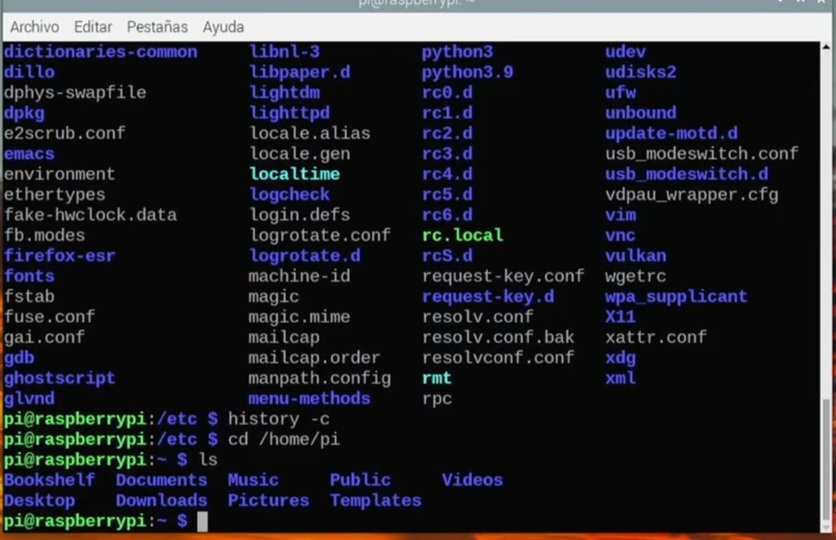 pi@raspberrypi: ~
Archivo Editar Pestañas Ayuda
dictionaries-common libnl-3 python3 udev
dillo libpaper.d python3.9 udisks2
dphys-swapfile lightdm rc0.d ufw
dpkg lighttpd rc1.d unbound
e2scrub.conf locale.alias rc2.d update-motd.d
emacs locale.gen rc3.d usb_modeswitch.conf
environment localtime rc4.d usb_modeswitch.d
ethertypes logcheck rc5.d vdpau_wrapper.cfg
fake-hwclock.data login.defs rc6.d vim
fb.modes logrotate.conf rc.local vnc
firefox-esr logrotate.d rcS.d vulkan
fonts machine-id request-key.conf wgetrc
fstab magic request-key.d wpa_supplicant
fuse.conf magic.mime resolv.conf X11
gai.conf mailcap resolv.conf.bak xattr.conf
gdb mailcap.order resolvconf.conf xdg
ghostscript manpath.config rmt xml
glvnd menu-methods rpc
pi@raspberrypi:/etc $ history -c
pi@raspberrypi:/etc $ cd /home/pi
pi@raspberrypi:~ $ ls
Bookshelf Documents Music Public Videos
Desktop Downloads Pictures Templates
pi@raspberrypi:~ $